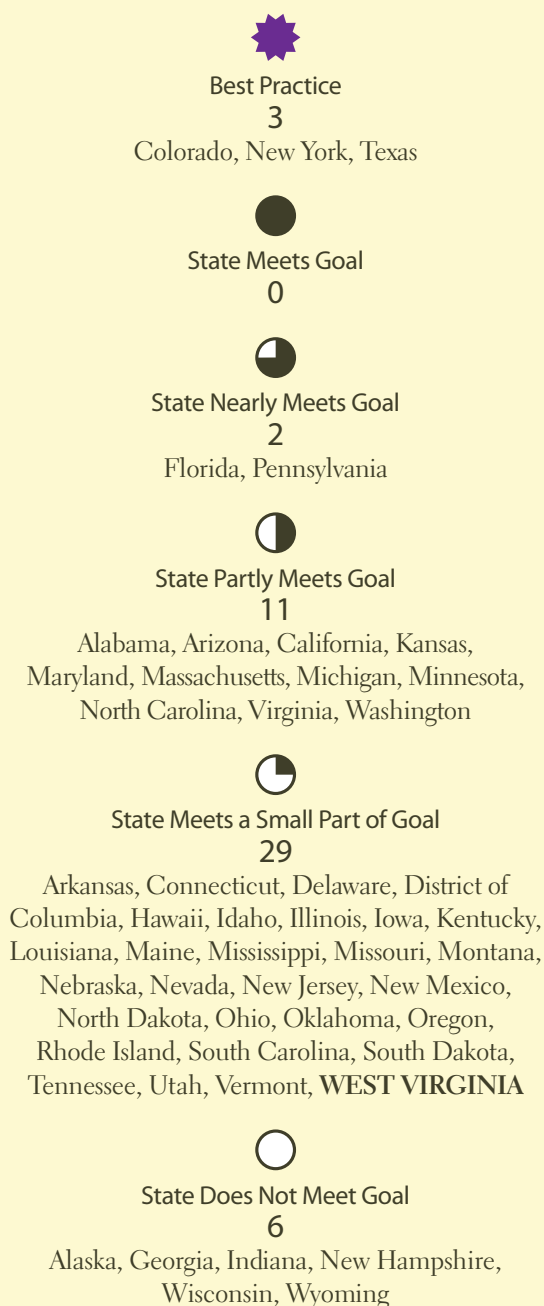 Best Practice
3
Colorado, New York, Texas
State Meets Goal
0
State Nearly Meets Goal
2
Florida, Pennsylvania
State Partly Meets Goal
11
Alabama, Arizona, California, Kansas,
Maryland, Massachusetts, Michigan, Minnesota,
North Carolina, Virginia, Washington
State Meets a Small Part of Goal
29
Arkansas, Connecticut, Delaware, District of
Columbia, Hawaii, Idaho, Illinois, Iowa, Kentucky,
Louisiana, Maine, Mississippi, Missouri, Montana,
Nebraska, Nevada, New Jersey, New Mexico,
North Dakota, Ohio, Oklahoma, Oregon,
Rhode Island, South Carolina, South Dakota,
Tennessee, Utah, Vermont, WEST VIRGINIA
State Does Not Meet Goal
6
Alaska, Georgia, Indiana, New Hampshire,
Wisconsin, Wyoming